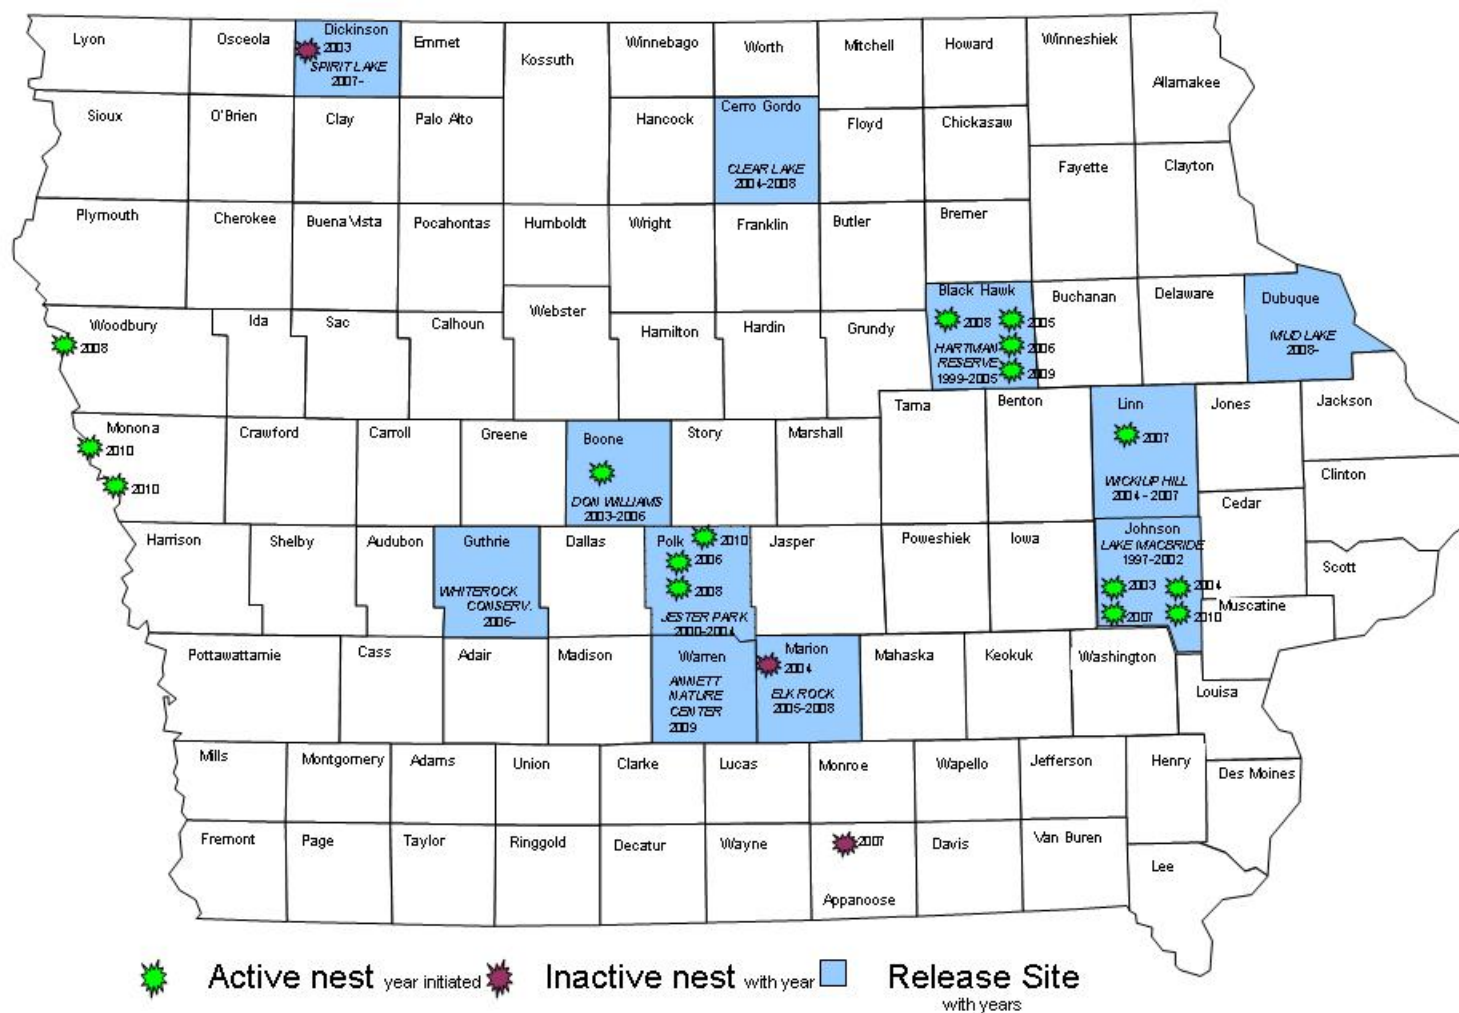 Lyon
Osceola
Dickinson
2003
SPIRIT LAKE
2007-
Emmet
Kossuth
Winnebago
Worth
Mitchell
Howard
Winneshiek
Allamakee
Sioux
O'Brien
Clay
Palo Alto
Hancock
Cerro Gordo
CLEAR LAKE
2004-2008
Floyd
Chickasaw
Fayette
Clayton
Plymouth
Cherokee
Buena Vista
Pocahontas
Humboldt
Wright
Franklin
Butler
Bremer
Woodbury
2008
Ida
Sac
Calhoun
Webster
Hamilton
Hardin
Grundy
Black Hawk
2008
2005
HARTMAN
2006
RESERVE
1999-2005
2009
Buchanan
Delaware
Dubuque
MUD LAKE
2008-
Monona
2010
2010
Crawford
Carroll
Greene
Boone
DON WILLIAMS
2003-2006
Story
Marshall
Tama
Benton
Linn
2007
WICKIUP HILL
2004-2007
Jones
Jackson
Clinton
Cedar
Harrison
Shelby
Audubon
Guthrie
WHITEROCK
CONSERV.
2006-
Dallas
Polk
2010
2006
2008
JESTER PARK
2000-2004
Jasper
Poweshiek
Iowa
Johnson
LAKE MACBRIDE
1997-2002
2003
2004
2007
2010
Scott
Muscatine
Pottawattamie
Cass
Adair
Madison
Warren
ANNETT
NATURE
CENTER
2009
Marion
2004
ELK ROCK
2005-2008
Mahaska
Keokuk
Washington
Louisa
Mills
Montgomery
Adams
Union
Clarke
Lucas
Monroe
Wapello
Jefferson
Henry
Des Moines
Fremont
Page
Taylor
Ringgold
Decatur
Wayne
2007
Appanoose
Davis
Van Buren
Lee
Active nest year initiated
Inactive nest with year
Release Site
with years